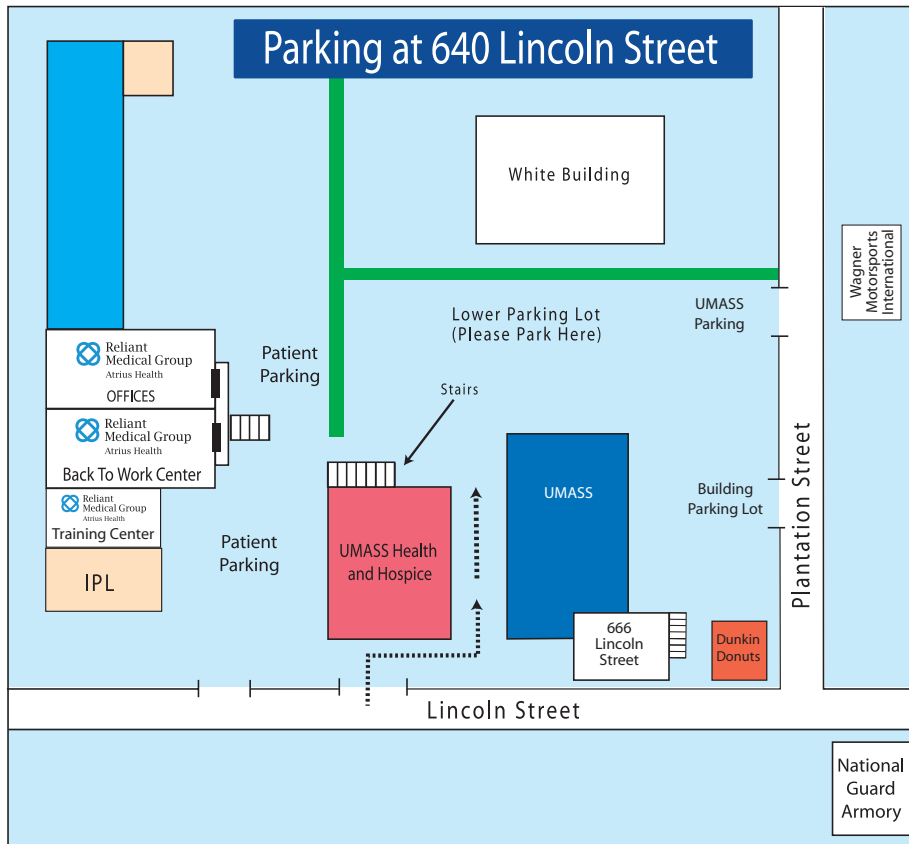 Parking at 640 Lincoln Street
White Building
Wagner
Motorsports
International
Lower Parking Lot
(Please Park Here)
UMASS
Parking
Reliant
Medical Group
Atrius Health
OFFICES
Patient
Parking
Stairs
Reliant
Medical Group
Back To Work Center
Atrius Health
UMASS
Building
Parking Lot
Plantation Street
Reliant
Medical Group
Atrius Health
Training Center
Patient
Parking
UMASS Health
and Hospice
IPL
666
Lincoln
Street
Dunkin
Donuts
Lincoln Street
National
Guard
Armory